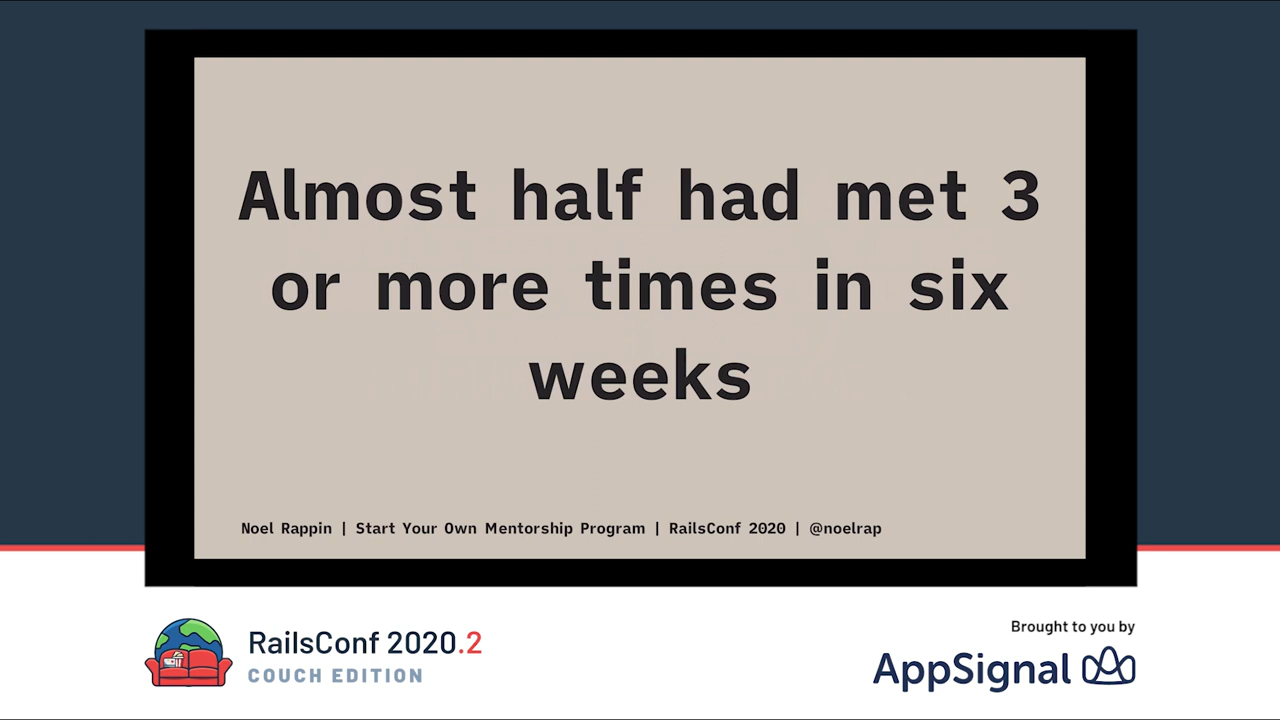 Almost half had met 3
or more times in six
weeks
Noel Rappin | Start Your Own Mentorship Program | RailsConf 2020 | @noelrap
RailsConf 2020.2
COUCH EDITION
Brought to you by
AppSignal